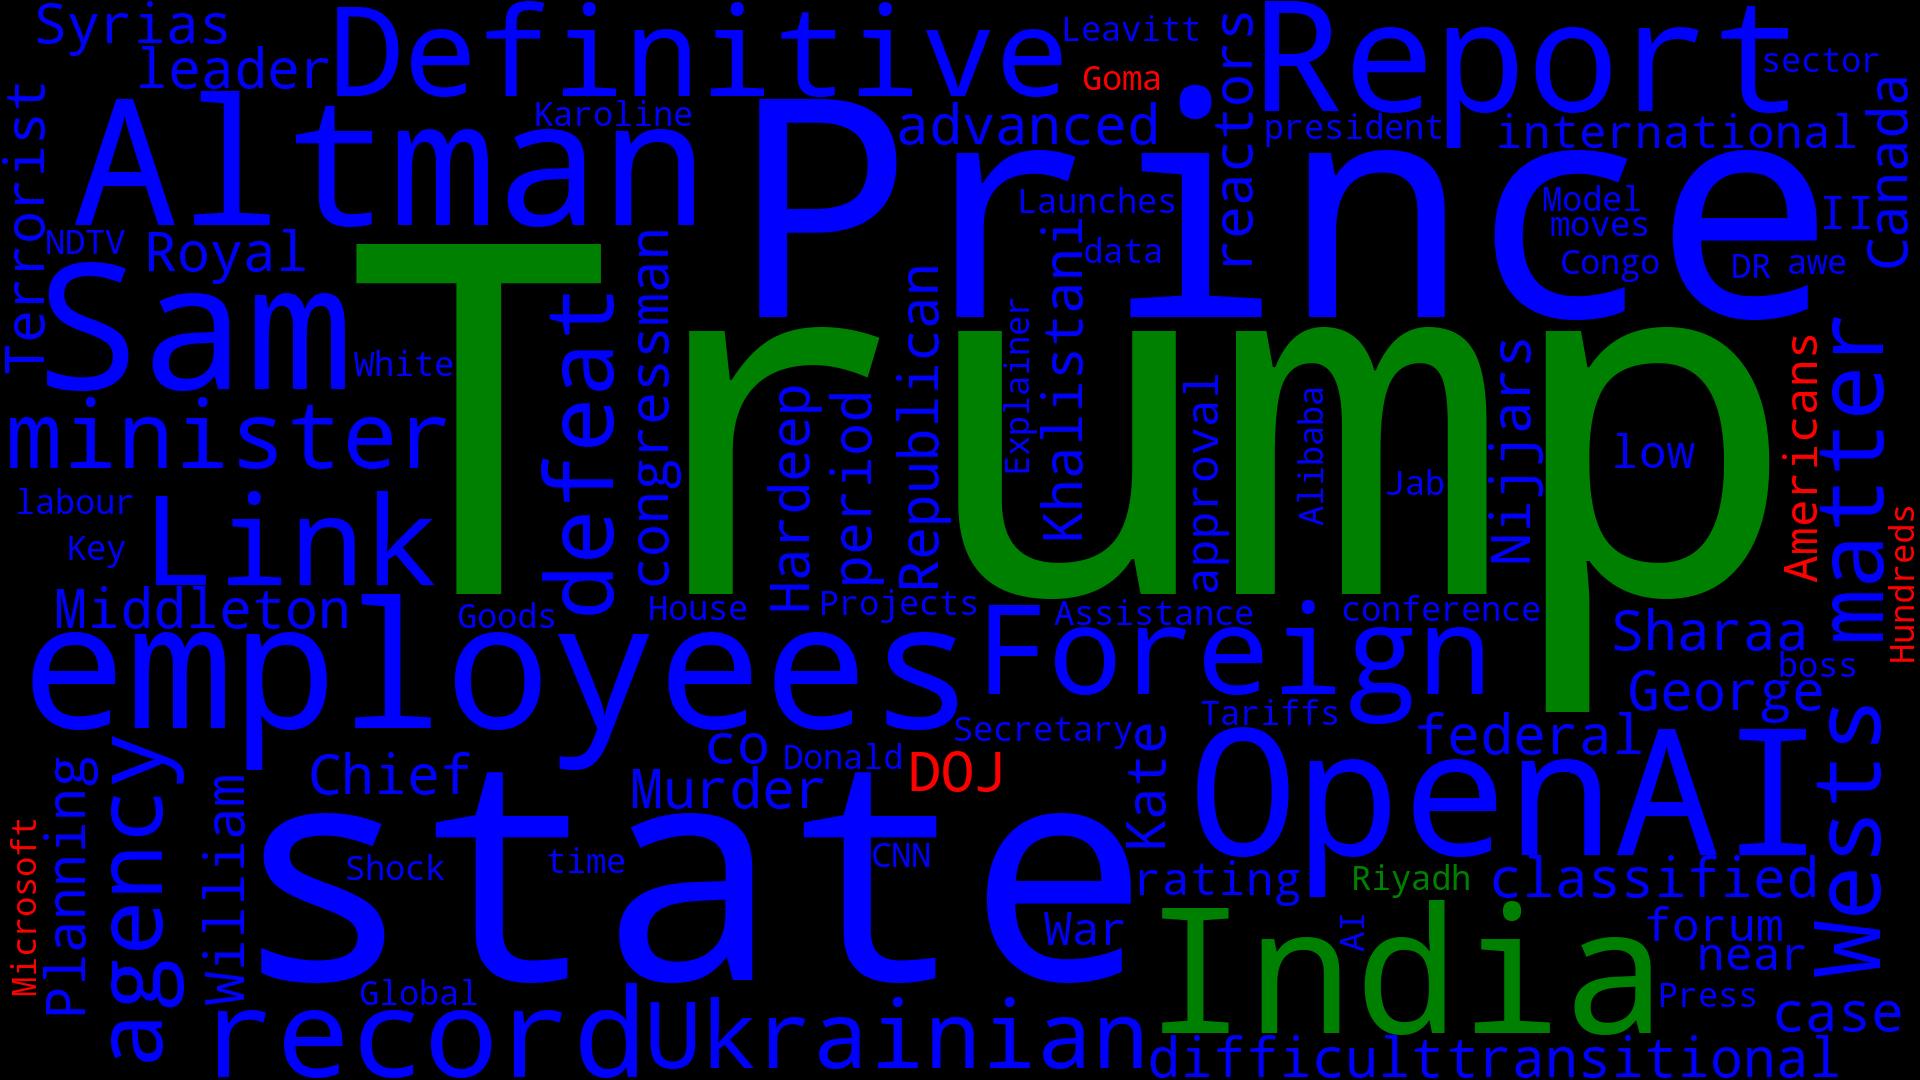 Syrias
leader
Definitive
Leavitt
Goma
reactors
Report
sector
Canada
Terrorist
Altman
Karoline
Prince
advanced
president
international
NDTV
Royal
Launches
data
Model
moves
Congo
DR
awe
II
Sam
White
Trump
defeat
congressman
Hardeep
period
Republican
Explainer
Khalistani
approval
Alibaba
Jab
Nijjars
low
Americans
matter
Hundreds
minister
labour
Key
Link
Middleton
Goods
House
Projects
Assistance
conference
employees
Foreign
Sharaa
boss
George
Secretary
Tariffs
Kate
federal
Wests
agency
Planning
Microsoft
William
Chief
co
Donald
DOJ
Murder
OpenAI
state
Shock
time
CNN
War
rating
Riyadh
classified
India
AI
forum
near
Press
case
Global
record
Ukrainian
difficult
transitional